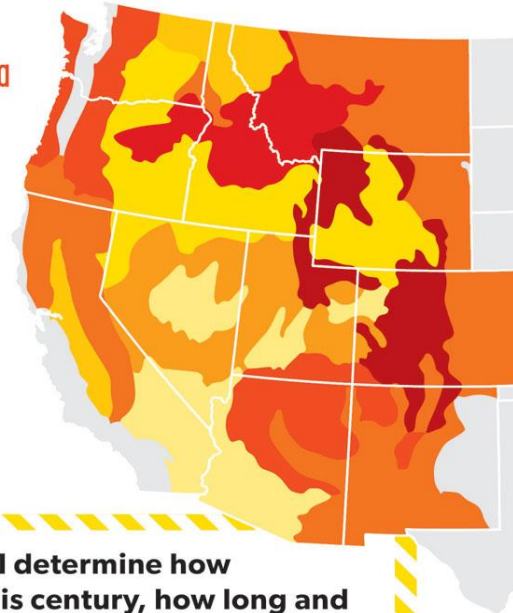 a
l determine how
is century, how long and